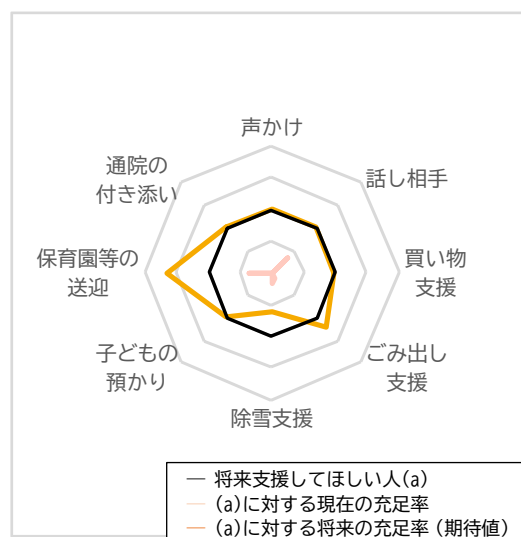 声かけ
話し相手
買い物
支援
ごみ出し
支援
除雪支援
子どもの
預かり
保育園等の
送迎
通院の
付き添い
将来支援してほしい人(a)
(a)に対する現在の充足率
(a)に対する将来の充足率(期待値)